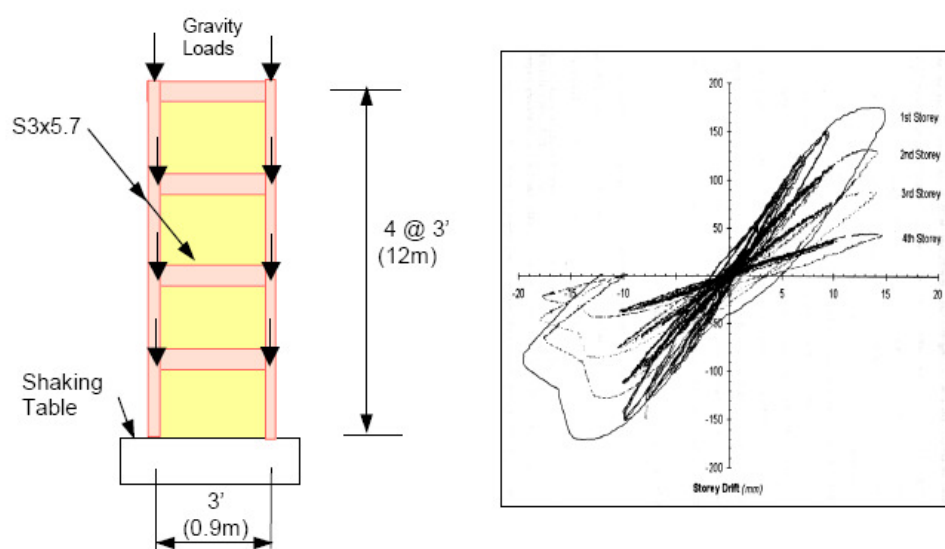 Gravity
Loads
S3x5.7
4 @ 3'
(12m)
Shaking
Table
3'
(0.9m)
200
150
100
50
-20
-15
-10
5
10
15
20
-50
-100
-150
-200
1st Storey
2nd Storey
3rd Storey
4th Storey
Storey Drift (mm)